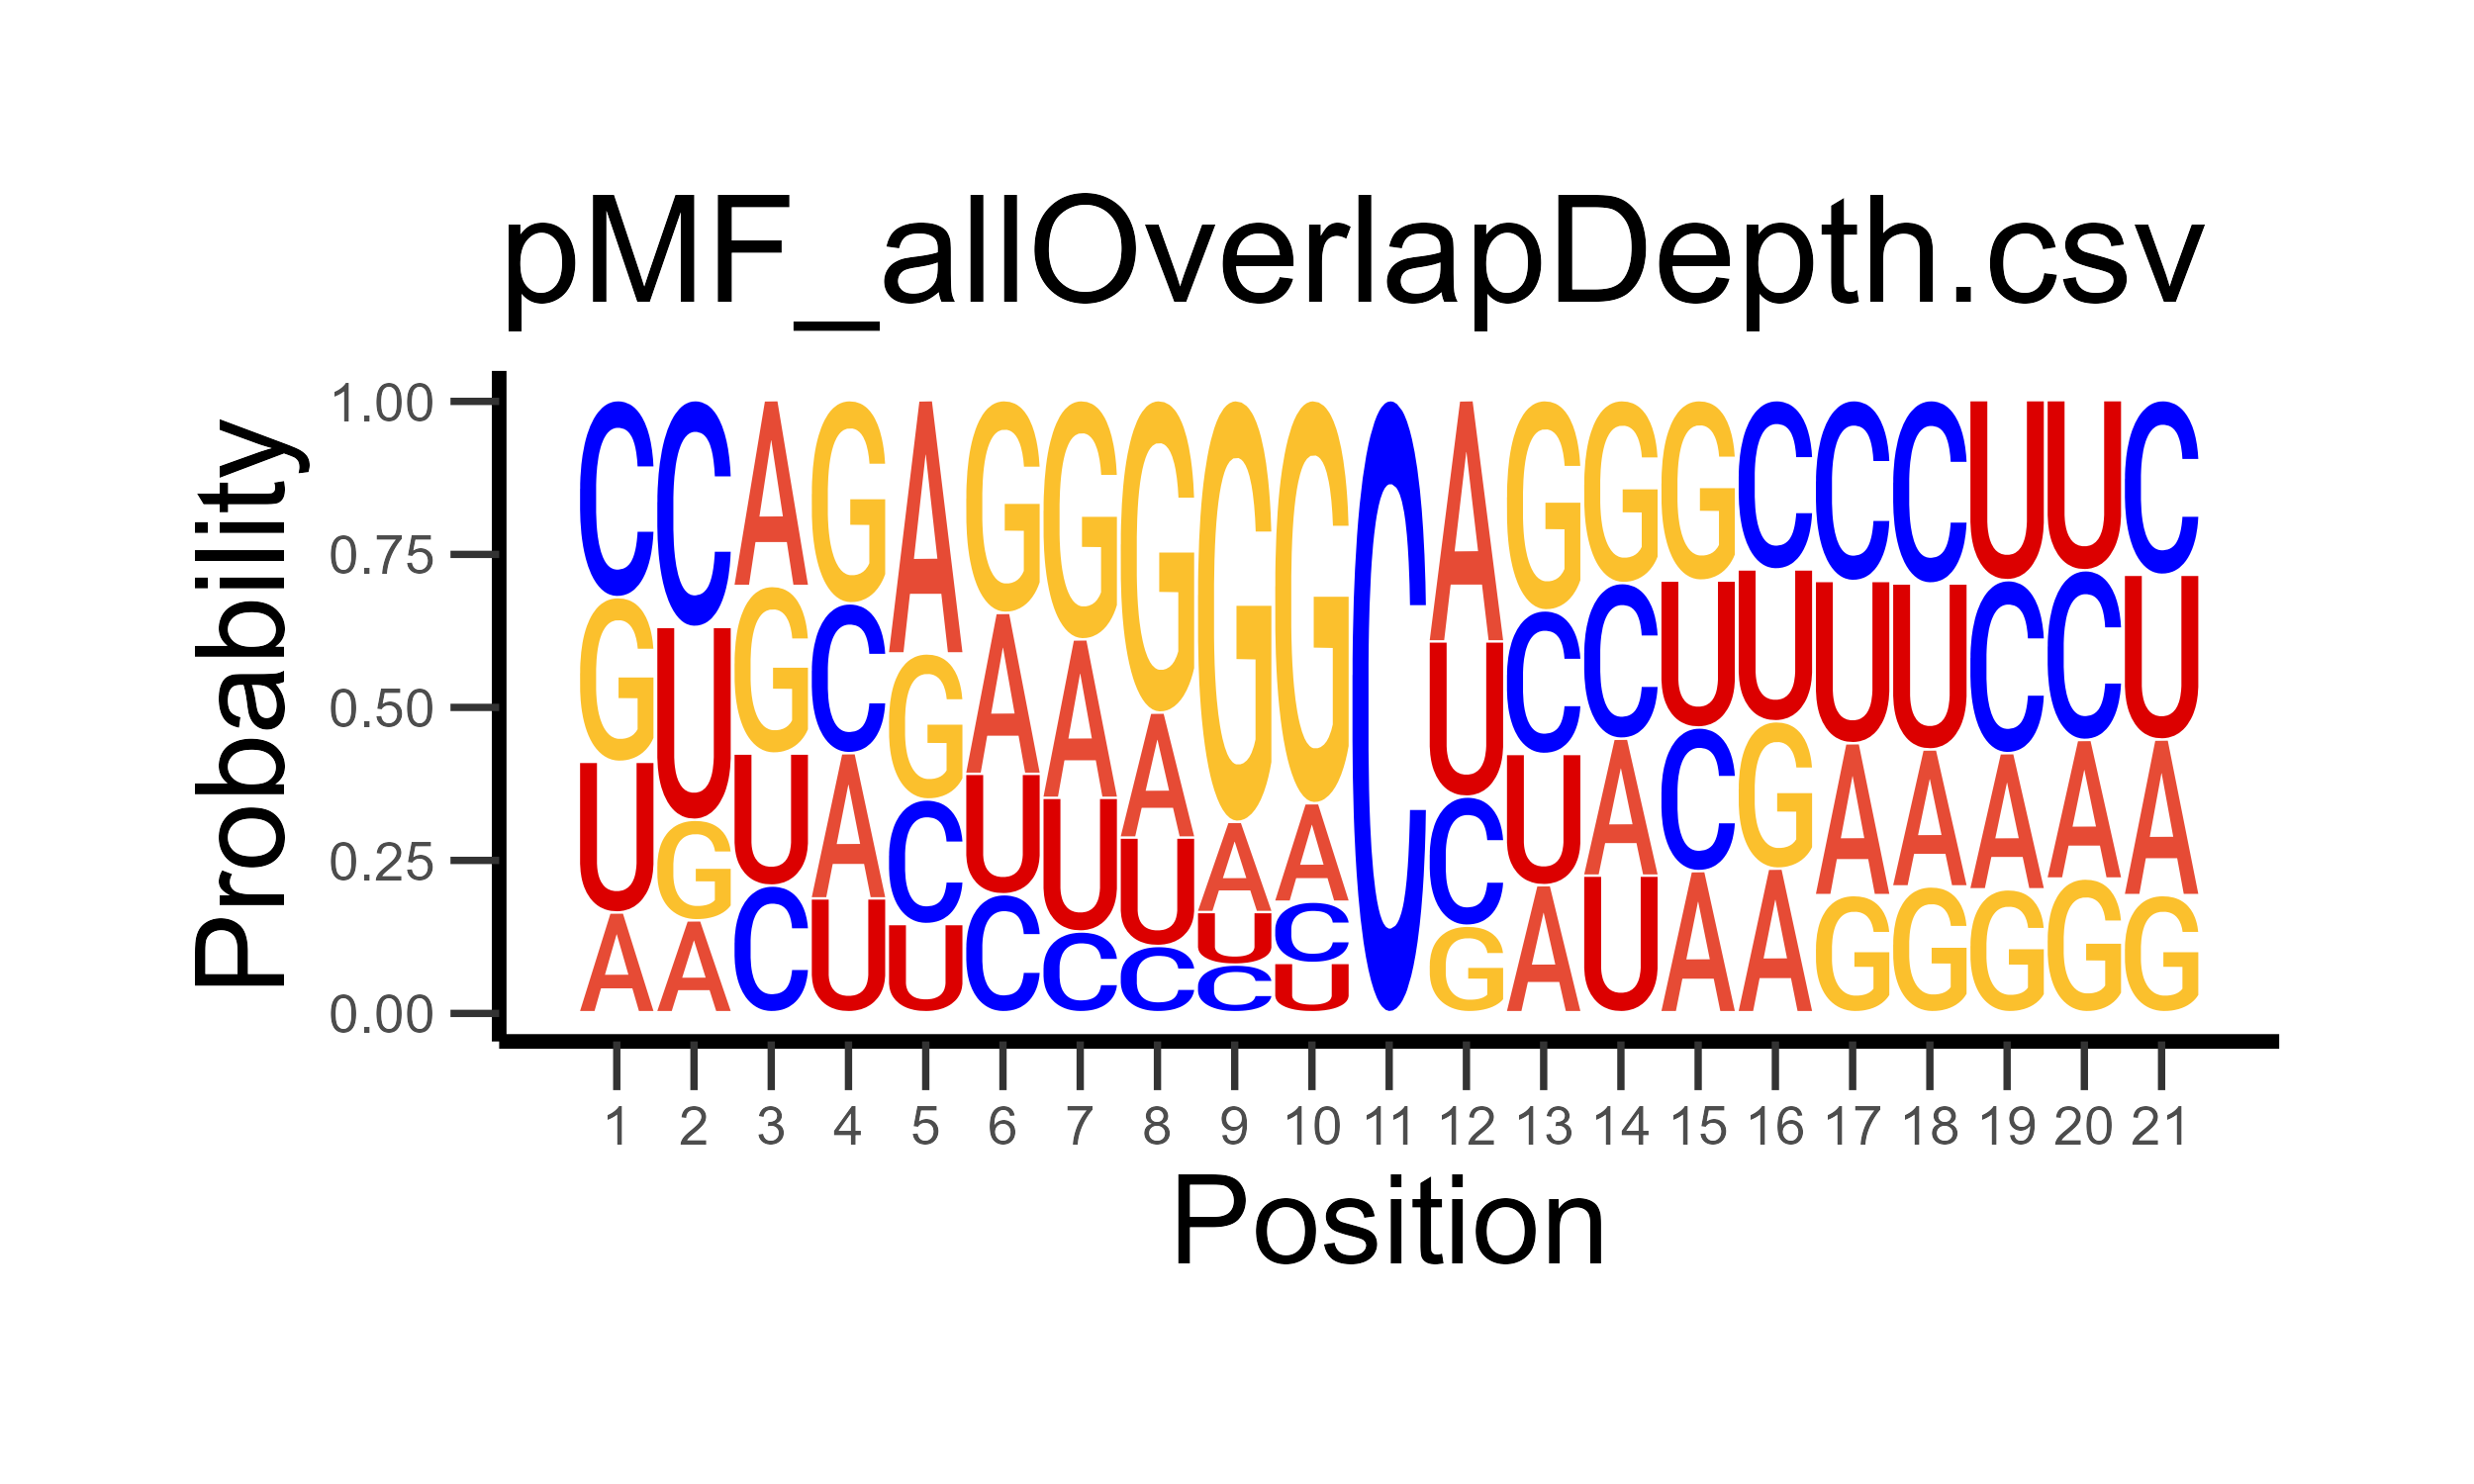 pMF_allOverlapDepth.csv
Probability
1.00
0.75
0.50
0.25
0.00
C C A G A G G G G G C A G G G C C C U U C
G U G C G A A A A A U C C U U U U C C U
U G U A C U U U U C C U A C G A A A A A
A A C U U C C C C U G A U A A G G G G G
1 2 3 4 5 6 7 8 9 10 11 12 13 14 15 16 17 18 19 20 21
Position